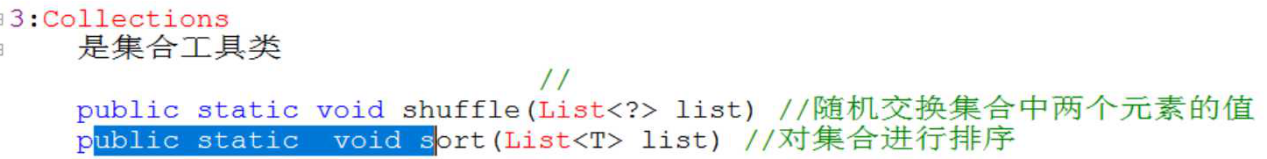 3:Collections
是集合工具类
//
public static void shuffle(List<?> list) //随机交换集合中两个元素的值
public static  void sort(List<T> list) //对集合进行排序